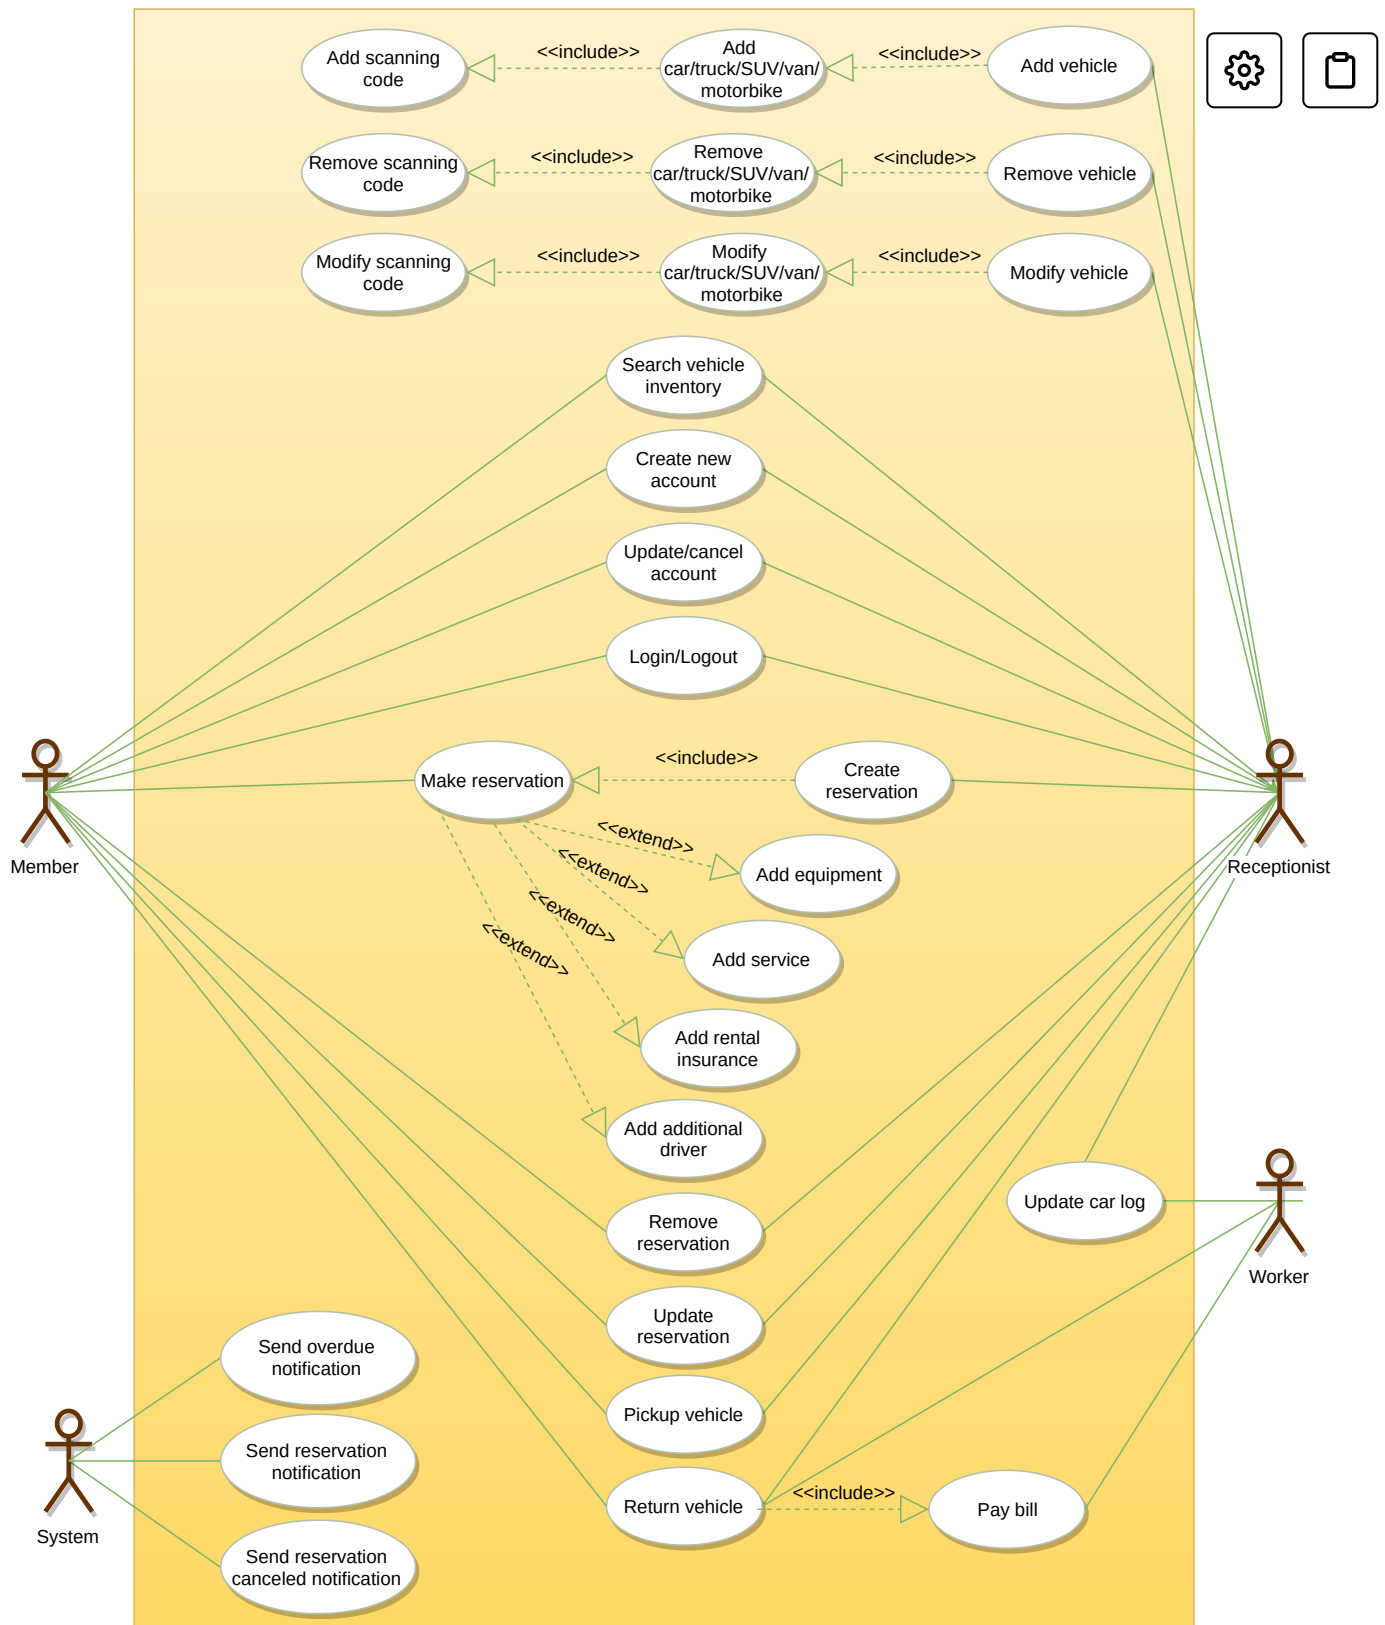 Add scanning
code
<<include>>
Add
car/truck/SUV/van/
motorbike
<<include>>
Add vehicle
Remove scanning
code
<<include>>
Remove
car/truck/SUV/van/
motorbike
<<include>>
Remove vehicle
Modify scanning
code
<<include>>
Modify
car/truck/SUV/van/
motorbike
<<include>>
Modify vehicle
Search vehicle
inventory
Create new
account
Update/cancel
account
Login/Logout
Make reservation
<<include>>
Create
reservation
Member
Receptionist
<<extend>>
Add equipment
<<extend>>
Add service
<<extend>>
Add rental
insurance
<<extend>>
Add additional
driver
Remove
reservation
Update car log
Worker
Update
reservation
Send overdue
notification
Pickup vehicle
Send reservation
notification
System
Return vehicle
<<include>>
Pay bill
Send reservation
canceled notification